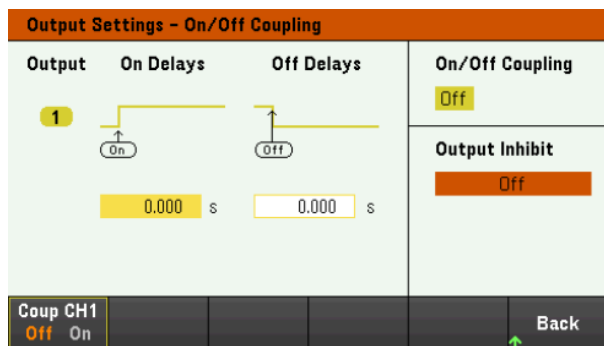 Output Settings - On/Off Coupling
Output On Delays Off Delays
1
On
Off
0.000 s 0.000 s
On/Off Coupling
Off
Output Inhibit
Off
Coup CH1
Off On
Back